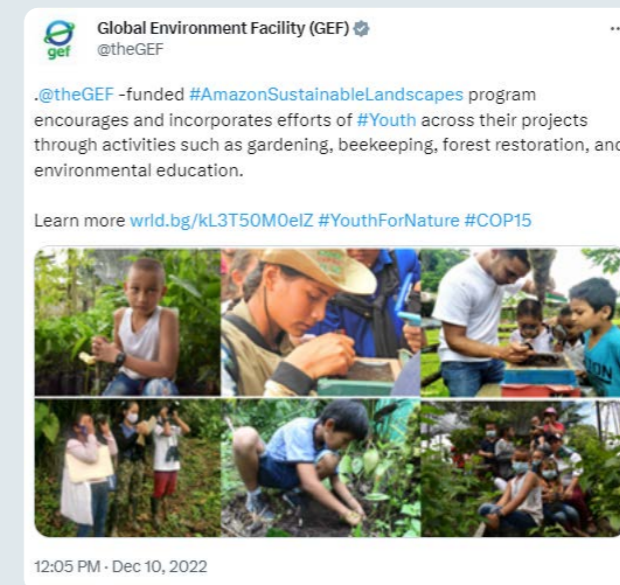 Global Environment Facility (GEF)
gef
@theGEF
.@theGEF -funded #AmazonSustainableLandscapes program
encourages and incorporates efforts of #Youth across their projects
through activities such as gardening, beekeeping, forest restoration, and
environmental education.
Learn more wrld.bg/kL3T50M0elZ #YouthForNature #COP15
12:05 PM · Dec 10, 2022